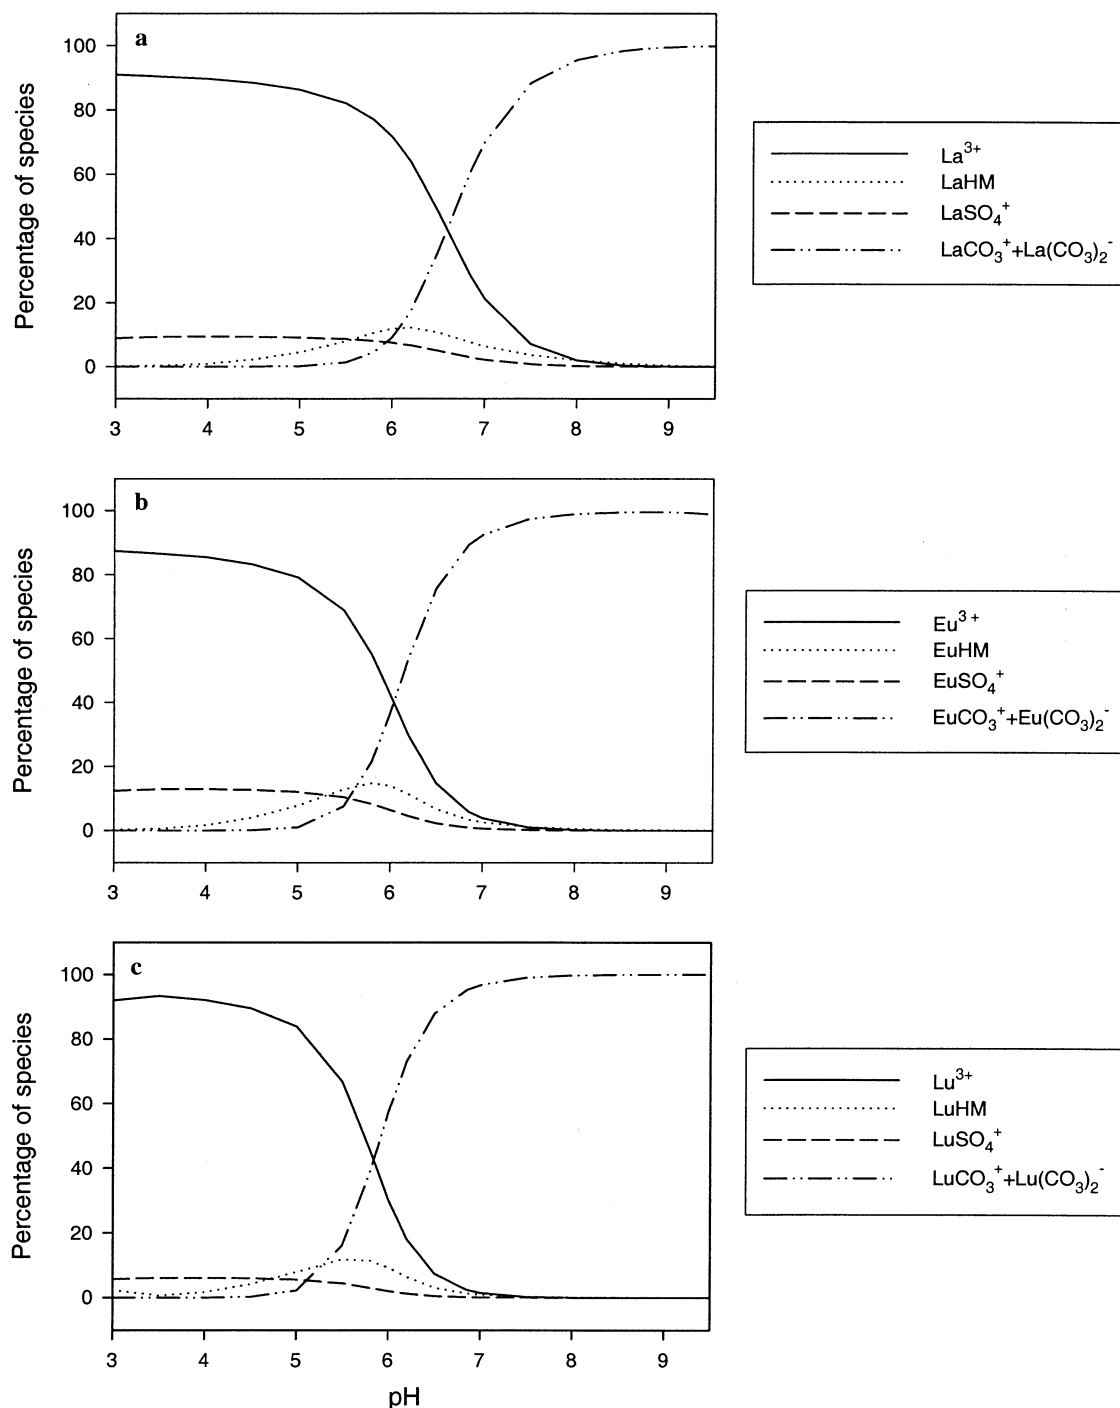 a
Percentage of species
100
80
60
40
20
0
3 4 5 6 7 8 9
La³⁺
LaHM
LaSO₄⁺
LaCO₃⁺+La(CO₃)₂⁻
b
Percentage of species
100
80
60
40
20
0
3 4 5 6 7 8 9
Eu³⁺
EuHM
EuSO₄⁺
EuCO₃⁺+Eu(CO₃)₂⁻
c
Percentage of species
100
80
60
40
20
0
3 4 5 6 7 8 9
pH
Lu³⁺
LuHM
LuSO₄⁺
LuCO₃⁺+Lu(CO₃)₂⁻